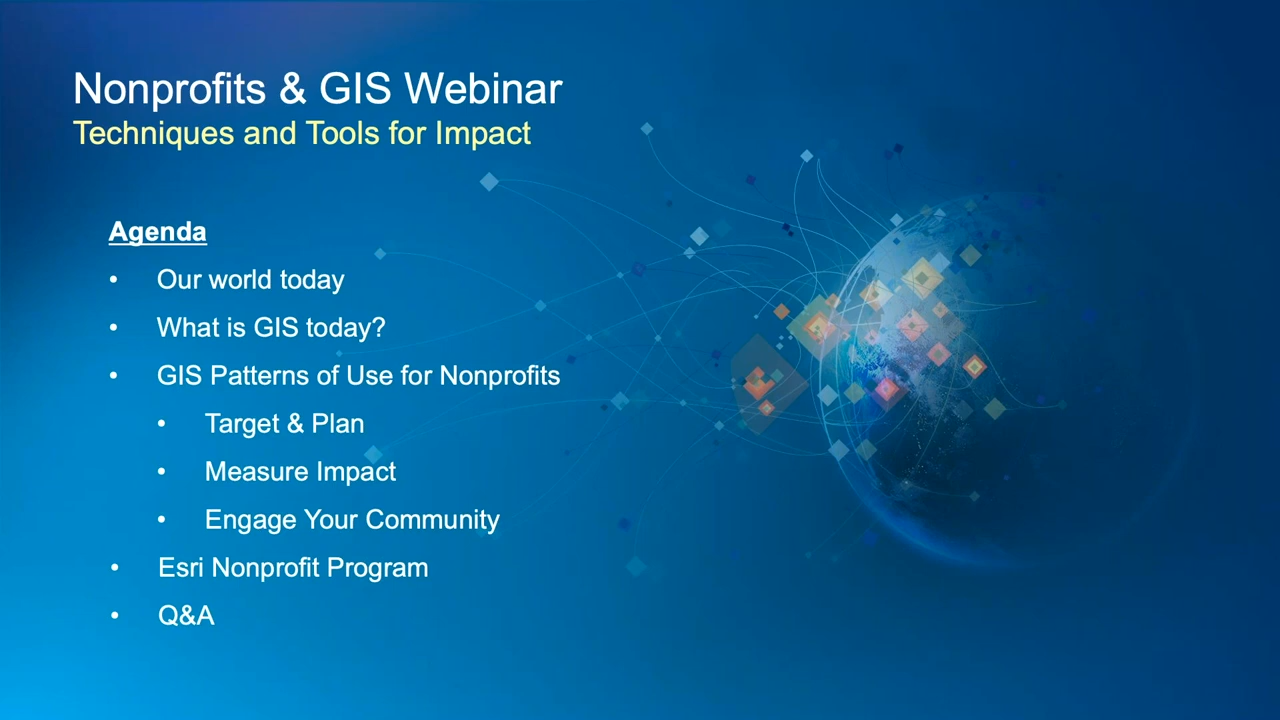 Nonprofits & GIS Webinar
Techniques and Tools for Impact
Agenda
• Our world today
• What is GIS today?
• GIS Patterns of Use for Nonprofits
• Target & Plan
• Measure Impact
• Engage Your Community
• Esri Nonprofit Program
• Q&A